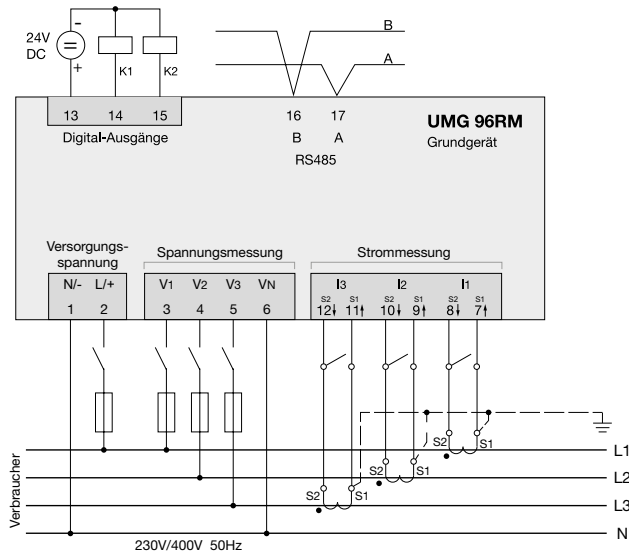 -
24V
DC
+
K1
K2
B
A
13 14 15
Digital-Ausgänge
16 17
B A
RS485
UMG 96RM
Grundgerät
Versorgungs-
spannung
Spannungsmessung
Strommessung
N/- L/+
V1 V2 V3 VN
I3 I2 I1
S2 S1 S2 S1 S2 S1
1 2 3 4 5 6 12 11 10 9 8 7
Verbraucher
S2 S1
L1
S2 S1
L2
S2 S1
L3
N
230V/400V 50Hz